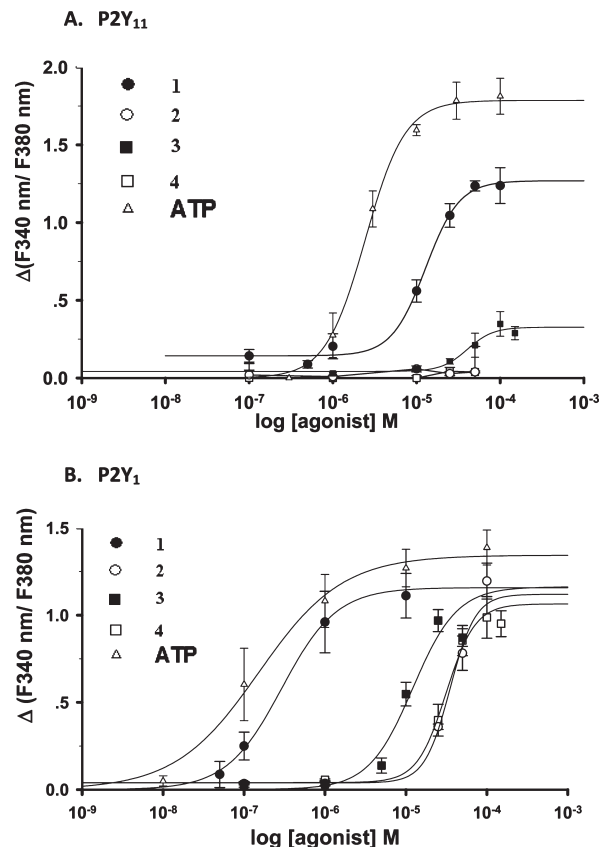 A. P2Y₁₁
Δ(F340 nm/ F380 nm)
2.0
1.5
1.0
.5
0.0
1
2
3
4
ATP
10⁻⁹ 10⁻⁸ 10⁻⁷ 10⁻⁶ 10⁻⁵ 10⁻⁴ 10⁻³
log [agonist] M
B. P2Y₁
Δ (F340 nm/ F380 nm)
1.5
1.0
.5
0.0
1
2
3
4
ATP
10⁻⁹ 10⁻⁸ 10⁻⁷ 10⁻⁶ 10⁻⁵ 10⁻⁴ 10⁻³
log [agonist] M